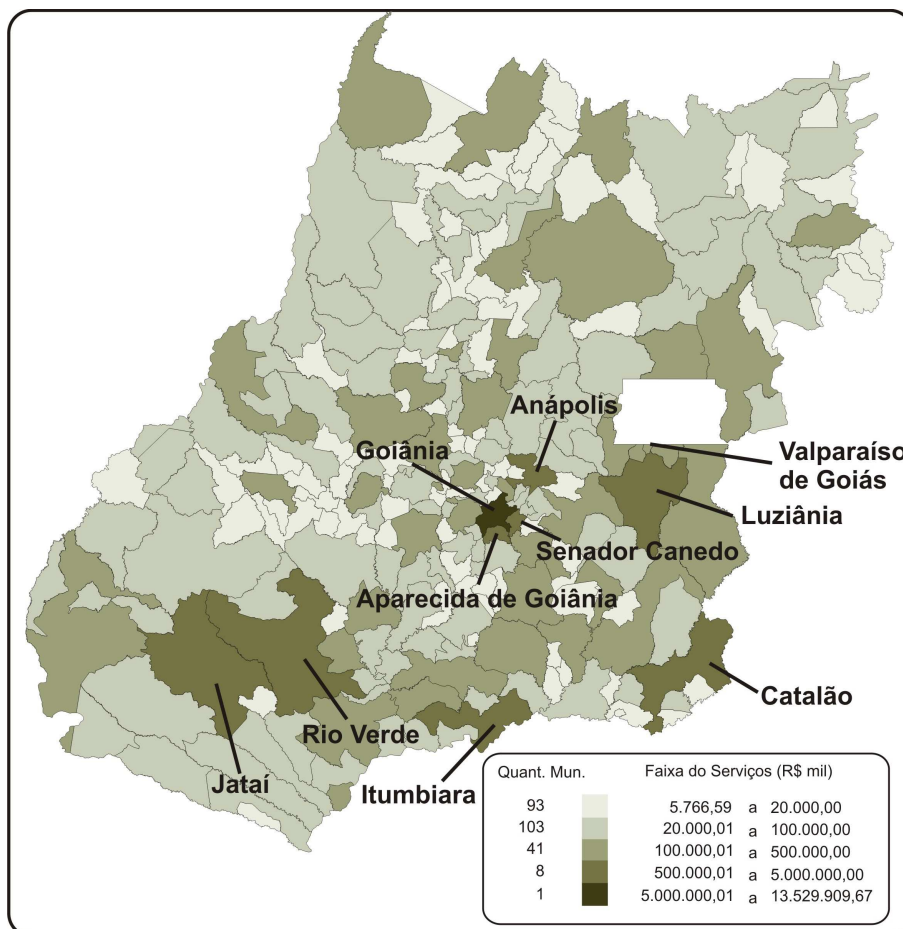 Anápolis
Goiânia
Valparaíso
de Goiás
Luziânia
Senador Canedo
Aparecida de Goiânia
Catalão
Rio Verde
Jataí
Itumbiara
Quant. Mun. Faixa do Serviços (R$ mil)
93 5.766,59 a 20.000,00
103 20.000,01 a 100.000,00
41 100.000,01 a 500.000,00
8 500.000,01 a 5.000.000,00
1 5.000.000,01 a 13.529.909,67